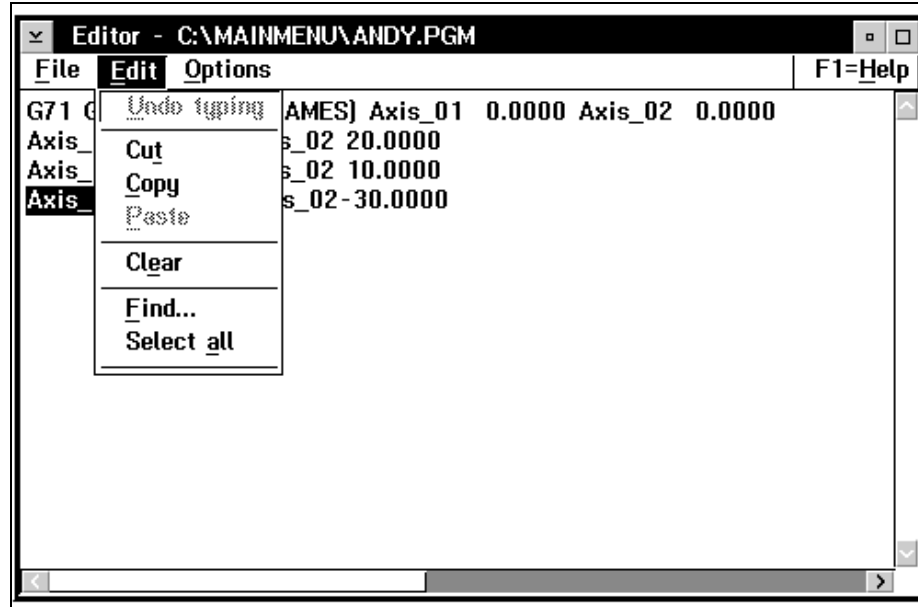 Editor - C:\MAINMENU\ANDY.PGM
File Edit Options F1=Help
G71 AMES) Axis_01 0.0000 Axis_02 0.0000
Axis_ s_02 20.0000
Axis_ s_02 10.0000
Axis_ s_02-30.0000
Undo typing
Cut
Copy
Paste
Clear
Find...
Select all